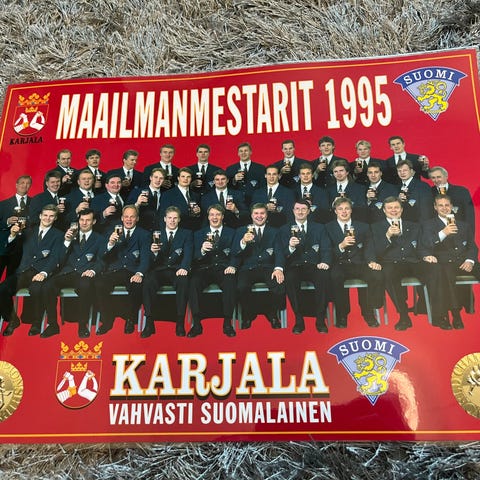 SUOMI
MAAILMANMESTARIT 1995
KARJALA
SUOMI
KARJALA
VAHVASTI SUOMALAINEN